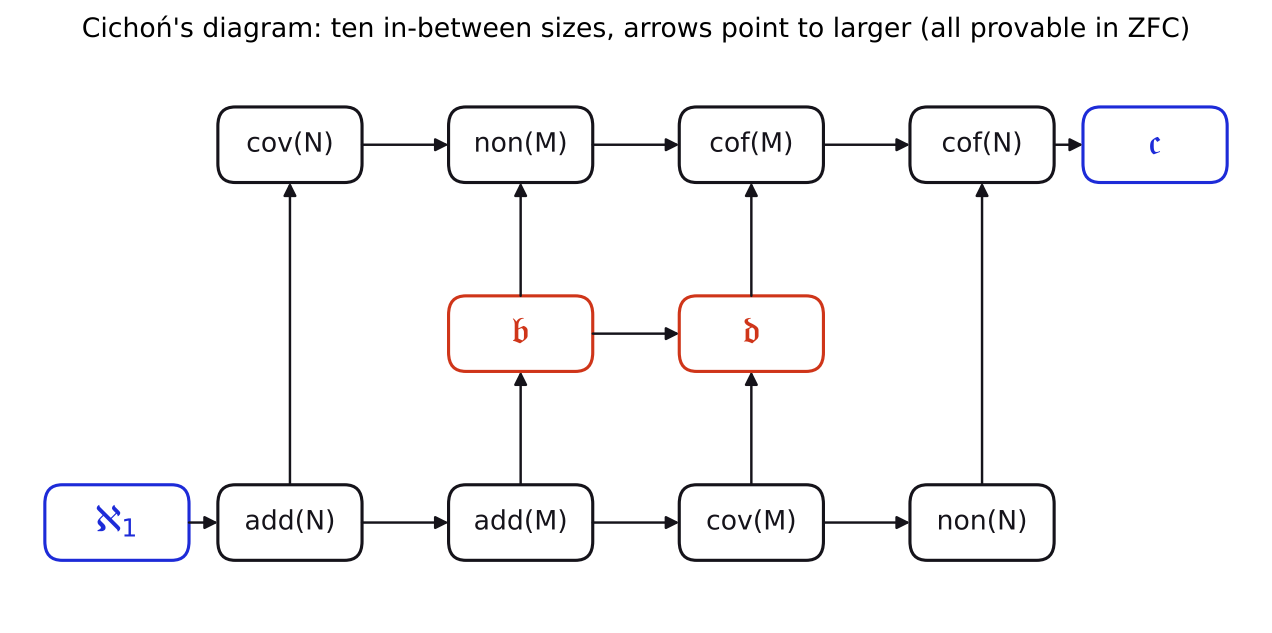 Cichoń's diagram: ten in-between sizes, arrows point to larger (all provable in ZFC)
cov(N)
non(M)
cof(M)
cof(N)
𝔠
𝔟
𝔡
ℵ₁
add(N)
add(M)
cov(M)
non(N)